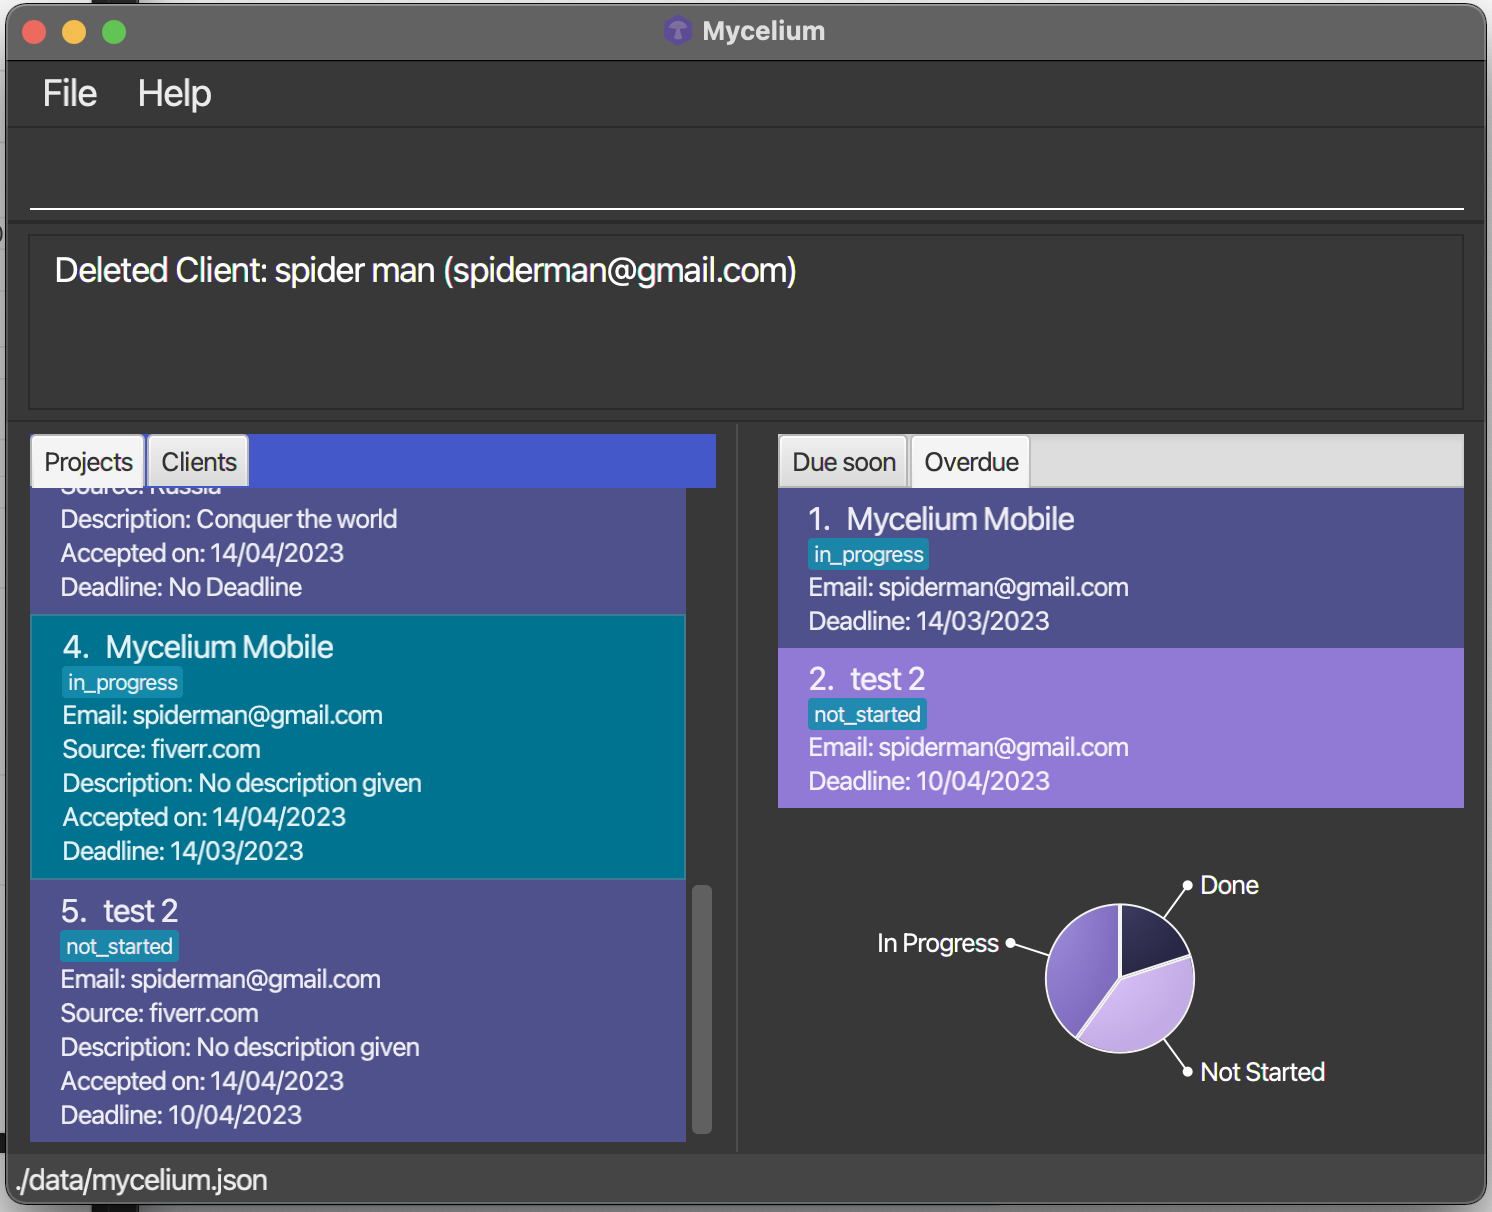 Mycelium
File Help
Deleted Client: spider man (spiderman@gmail.com)
Projects Clients
Source: Russia
Description: Conquer the world
Accepted on: 14/04/2023
Deadline: No Deadline
4. Mycelium Mobile
in_progress
Email: spiderman@gmail.com
Source: fiverr.com
Description: No description given
Accepted on: 14/04/2023
Deadline: 14/03/2023
5. test 2
not_started
Email: spiderman@gmail.com
Source: fiverr.com
Description: No description given
Accepted on: 14/04/2023
Deadline: 10/04/2023
Due soon Overdue
1. Mycelium Mobile
in_progress
Email: spiderman@gmail.com
Deadline: 14/03/2023
2. test 2
not_started
Email: spiderman@gmail.com
Deadline: 10/04/2023
Done
In Progress
Not Started
./data/mycelium.json